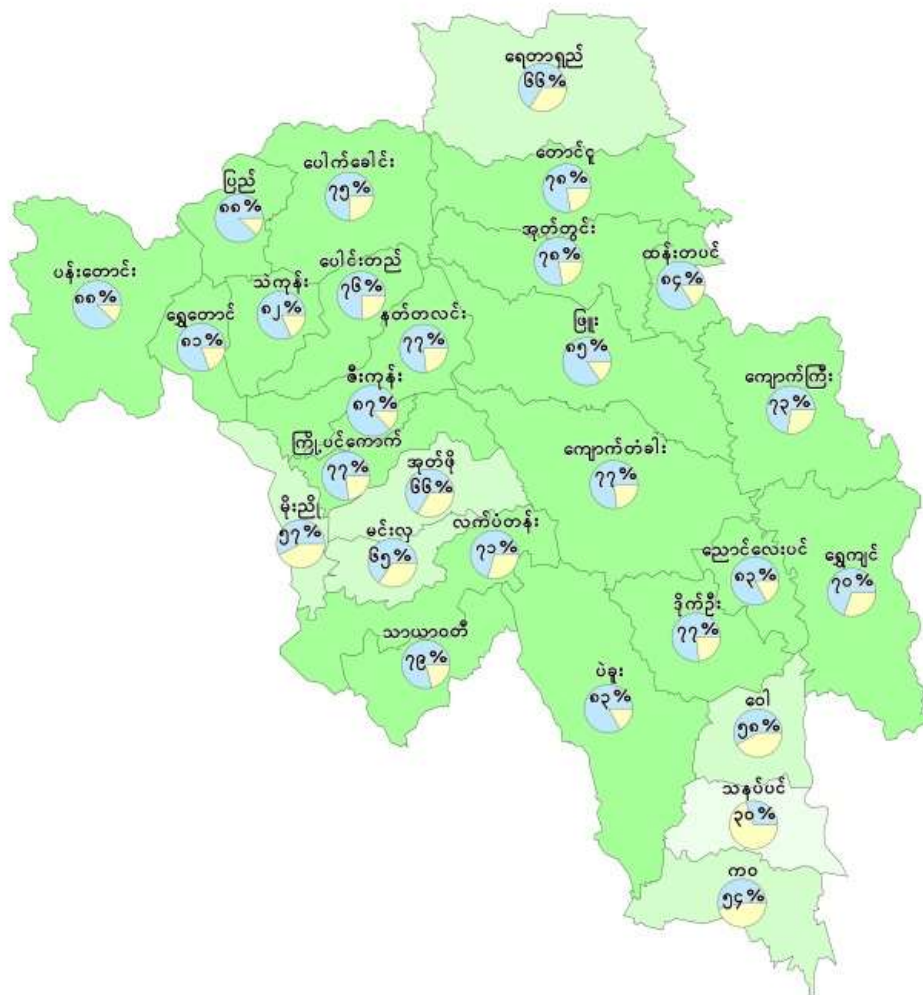 ရေတာရှည်
၆၆%
တောင်ငူ
၇၈%
ပေါက်ခေါင်း
၇၅%
ပြည်
၈၈%
အုတ်တွင်း
၇၈%
ထန်းတပင်
၈၄%
ပန်းတောင်း
၈၈%
ပေါင်းတည်
၇၆%
သဲကုန်း
၈၂%
ရွှေတောင်
၈၁%
နတ်တလင်း
၇၇%
ဖြူး
၈၅%
ကျောက်ကြီး
၇၃%
ဇီးကုန်း
၈၇%
ကြို့ပင်ကောက်
၇၇%
အုတ်ဖို
၆၆%
ကျောက်တံခါး
၇၇%
မိုးညို
၅၇%
မင်းလှ
၆၅%
လက်ပံတန်း
၇၁%
ညောင်လေးပင်
၈၃%
ရွှေကျင်
၇၀%
ဒိုက်ဦး
၇၇%
သာယာဝတီ
၇၉%
ပဲခူး
၈၃%
ဝေါ
၅၈%
သနပ်ပင်
၃၀%
ကဝ
၅၄%